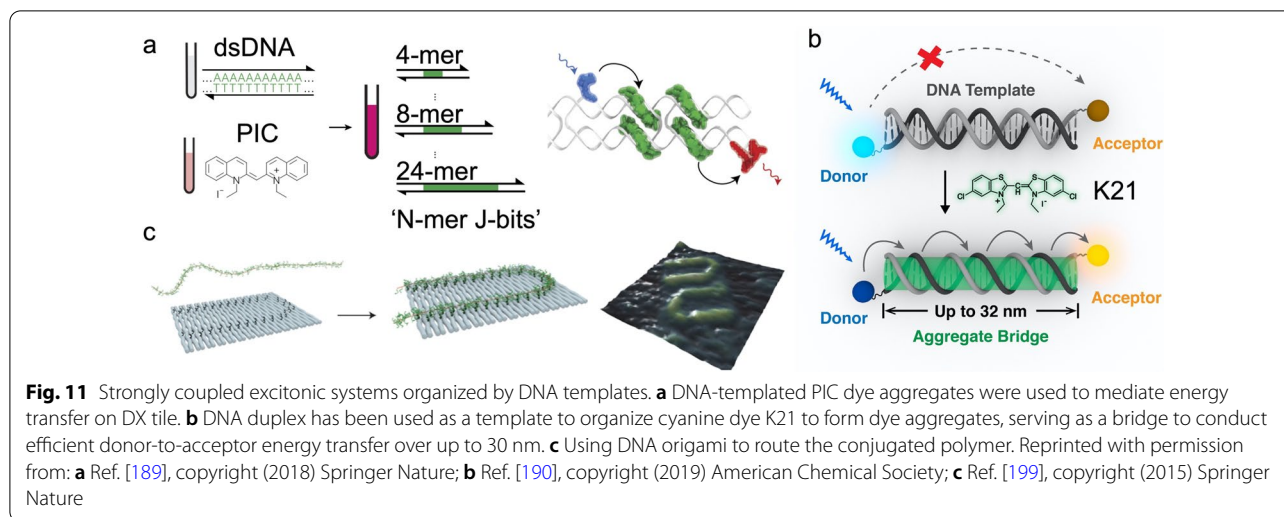 a
dsDNA
...AAAAAAAAAAA...
...TTTTTTTTTTT...
PIC
N
N
+
I⁻
4-mer
⋮
8-mer
⋮
24-mer
'N-mer J-bits'
b
DNA Template
Donor
Acceptor
Cl
S
C
H
S
Cl
N
+
N
I⁻
K21
Donor
Up to 32 nm
Acceptor
Aggregate Bridge
c
Fig. 11 Strongly coupled excitonic systems organized by DNA templates. a DNA-templated PIC dye aggregates were used to mediate energy
transfer on DX tile. b DNA duplex has been used as a template to organize cyanine dye K21 to form dye aggregates, serving as a bridge to conduct
efficient donor-to-acceptor energy transfer over up to 30 nm. c Using DNA origami to route the conjugated polymer. Reprinted with permission
from: a Ref. [189], copyright (2018) Springer Nature; b Ref. [190], copyright (2019) American Chemical Society; c Ref. [199], copyright (2015) Springer
Nature